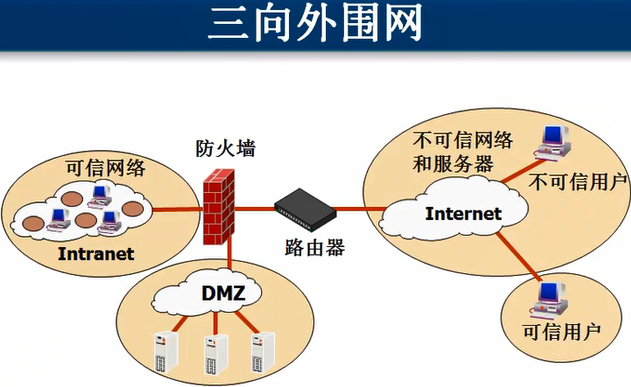 三向外围网
可信网络
Intranet
防火墙
路由器
DMZ
不可信网络
和服务器
Internet
不可信用户
可信用户